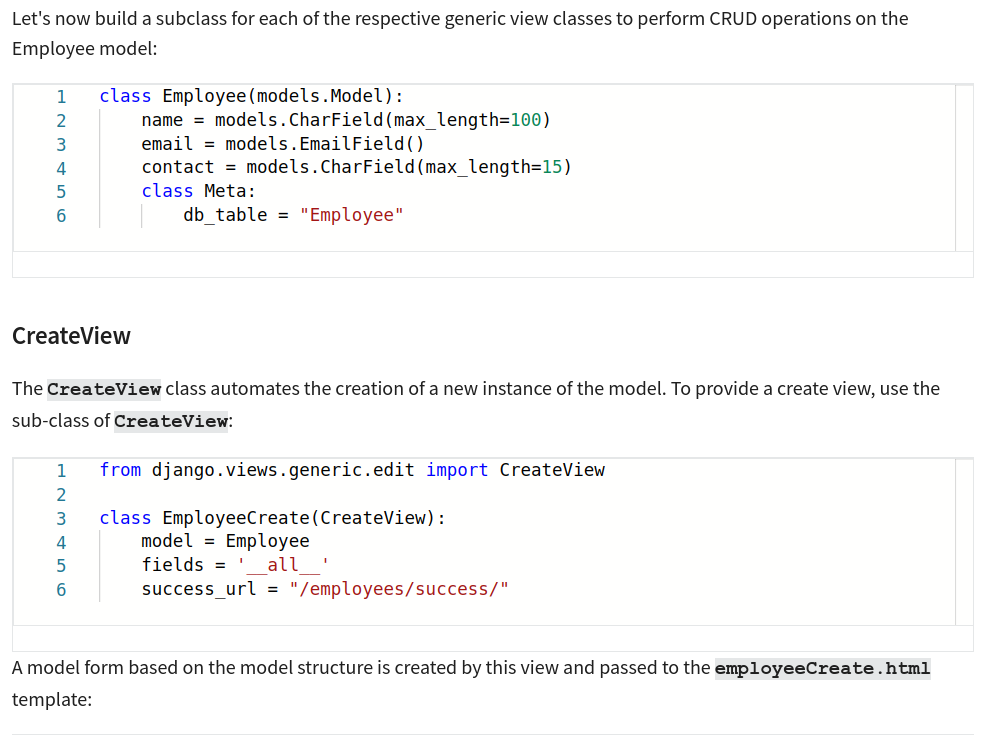 Let's now build a subclass for each of the respective generic view classes to perform CRUD operations on the
Employee model:
1 class Employee(models.Model):
2     name = models.CharField(max_length=100)
3     email = models.EmailField()
4     contact = models.CharField(max_length=15)
5     class Meta:
6         db_table = "Employee"
CreateView
The CreateView class automates the creation of a new instance of the model. To provide a create view, use the
sub-class of CreateView:
1 from django.views.generic.edit import CreateView
2
3 class EmployeeCreate(CreateView):
4     model = Employee
5     fields = '__all__'
6     success_url = "/employees/success/"
A model form based on the model structure is created by this view and passed to the employeeCreate.html
template: